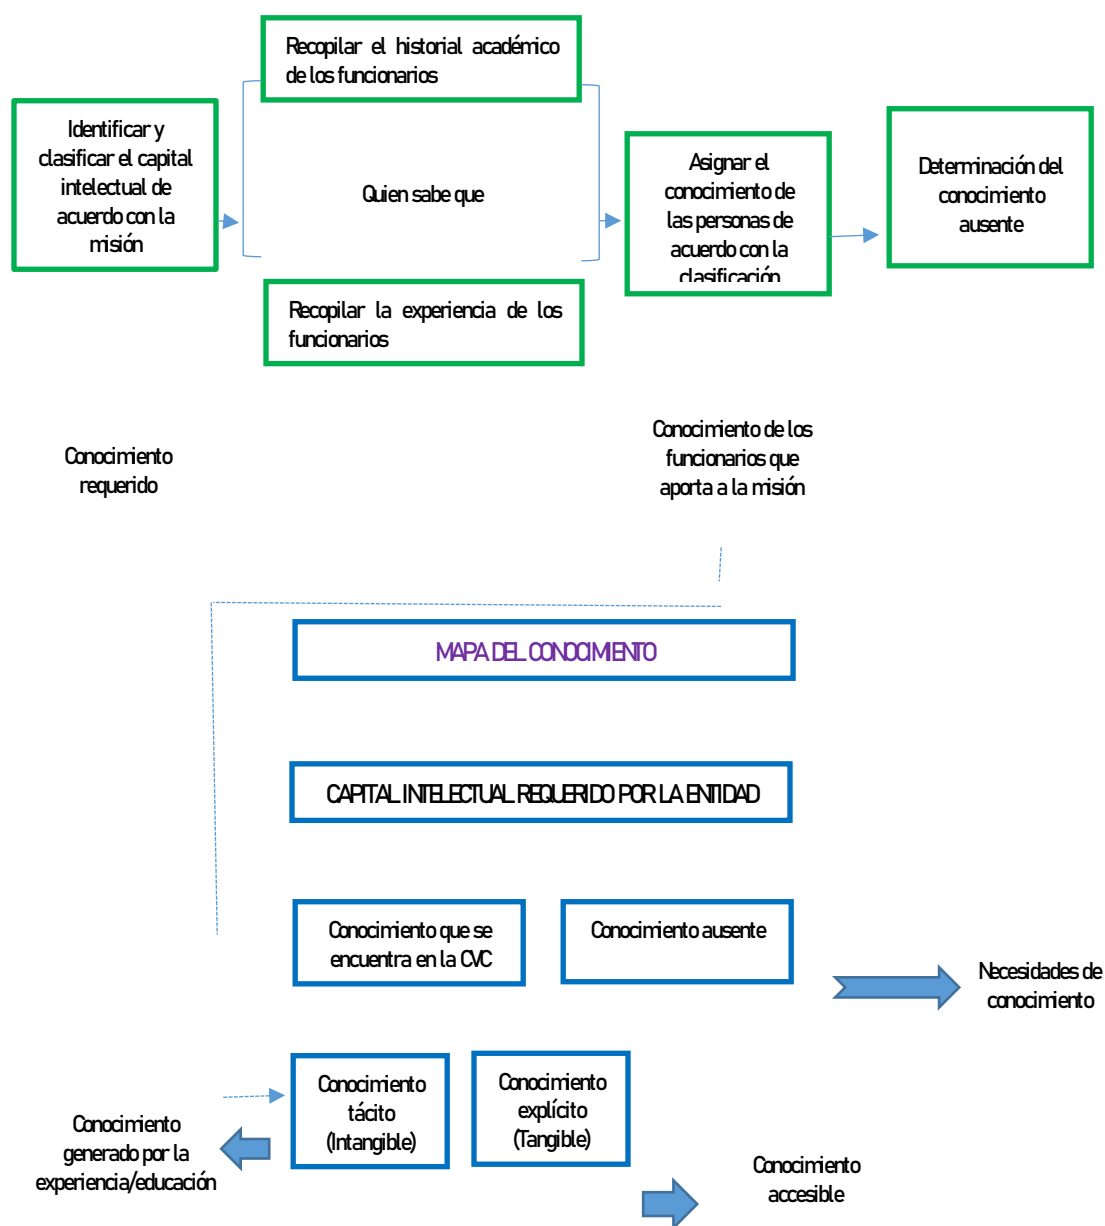 Recopilar el historial académico
de los funcionarios
Identificar y
clasificar el capital
intelectual de
acuerdo con la
misión
Quien sabe que
Asignar el
conocimiento de
las personas de
acuerdo con la
clasificación
Determinación del
conocimiento
ausente
Recopilar la experiencia de los
funcionarios
Conocimiento
requerido
Conocimiento de los
funcionarios que
aporta a la misión
MAPA DEL CONOCIMIENTO
CAPITAL INTELECTUAL REQUERIDO POR LA ENTIDAD
Conocimiento que se
encuentra en la CVC
Conocimiento ausente
Necesidades de
conocimiento
Conocimiento
tácito
(Intangible)
Conocimiento
explícito
(Tangible)
Conocimiento
generado por la
experiencia/educación
Conocimiento
accesible